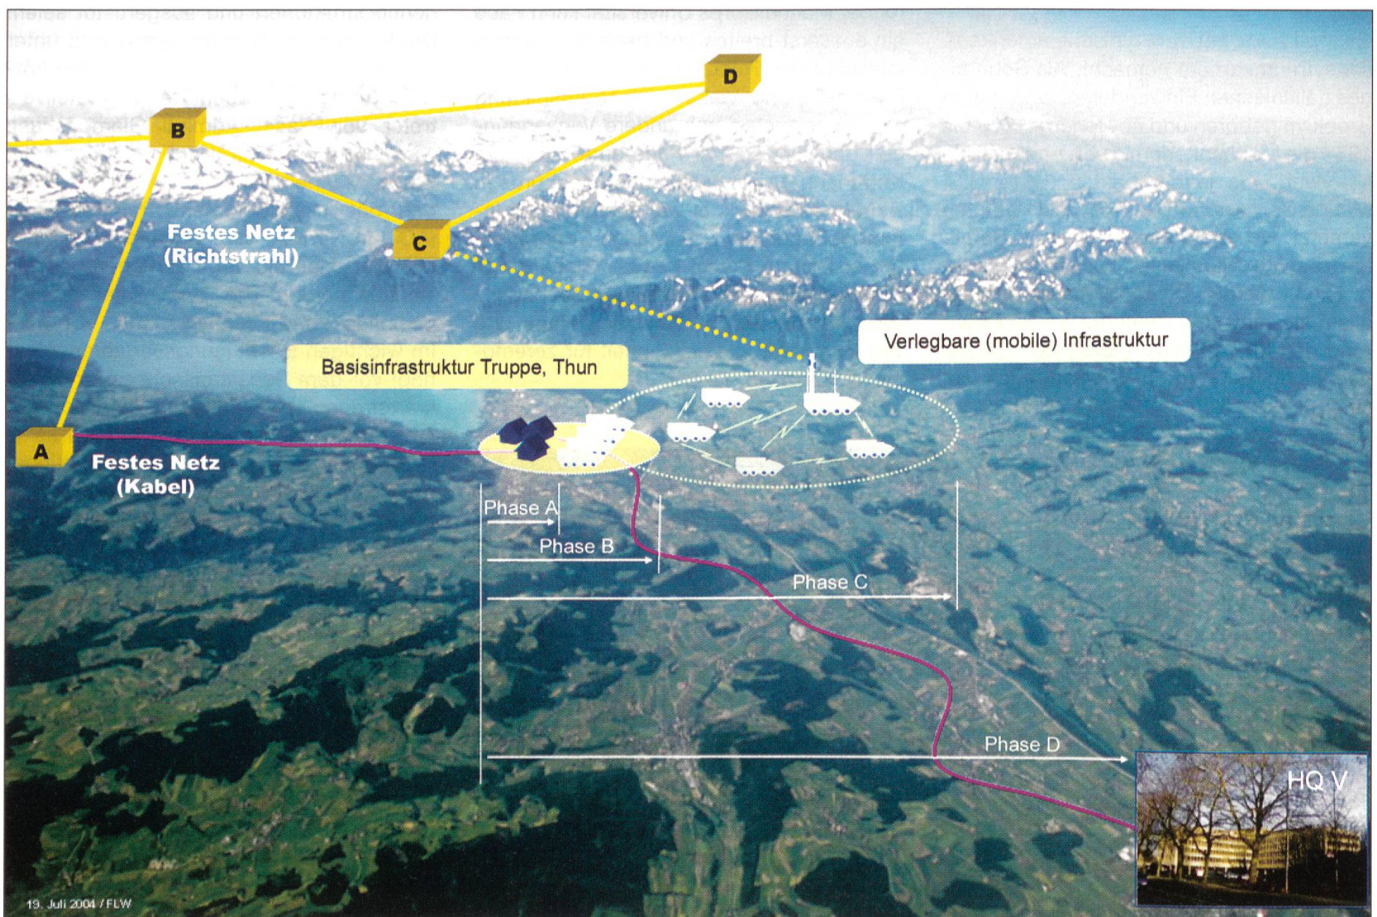 D
B
C
Festes Netz
(Richtstrahl)
Verlegbare (mobile) Infrastruktur
Basisinfrastruktur Truppe, Thun
A
Festes Netz
(Kabel)
Phase A
Phase B
Phase C
Phase D
HQ V
19. Juli 2004 / FLW